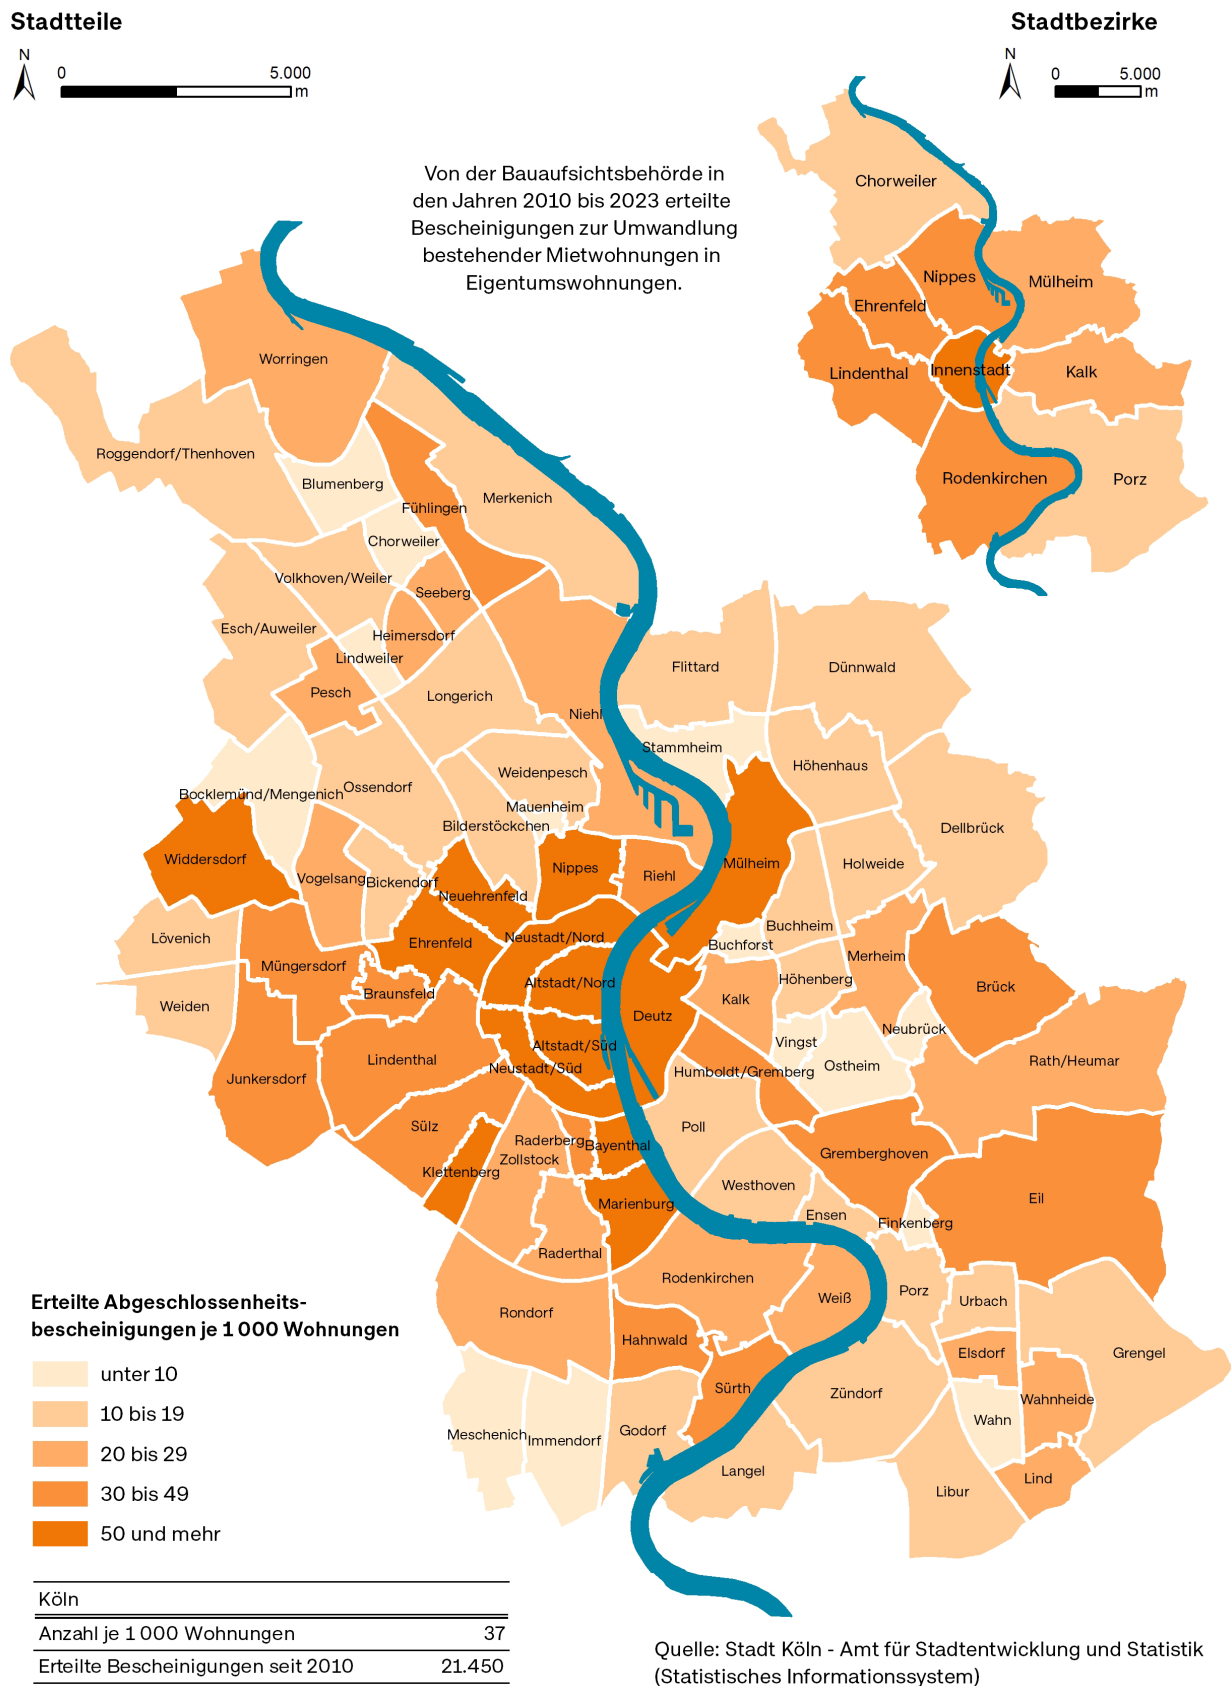 Stadtteile
N
0 5.000
m
Stadtbezirke
N
0 5.000
m
Von der Bauaufsichtsbehörde in
den Jahren 2010 bis 2023 erteilte
Bescheinigungen zur Umwandlung
bestehender Mietwohnungen in
Eigentumswohnungen.
Chorweiler
Nippes
Mülheim
Ehrenfeld
Lindenthal
Innenstadt
Kalk
Rodenkirchen
Porz
Worringen
Roggendorf/Thenhoven
Blumenberg
Merkenich
Fühlingen
Chorweiler
Volkhoven/Weiler
Seeberg
Esch/Auweiler
Heimersdorf
Lindweiler
Pesch
Longerich
Niehl
Flittard
Dünnwald
Stammheim
Höhenhaus
Weidenpesch
Bocklemünd/Mengenich
Ossendorf
Mauenheim
Bilderstöckchen
Dellbrück
Widdersdorf
Nippes
Riehl
Mülheim
Holweide
Vogelsang
Bickendorf
Neuehrenfeld
Buchheim
Lövenich
Ehrenfeld
Neustadt/Nord
Buchforst
Merheim
Müngersdorf
Altstadt/Nord
Höhenberg
Brück
Braunsfeld
Kalk
Weiden
Deutz
Neubrück
Altstadt/Süd
Vingst
Lindenthal
Neustadt/Süd
Ostheim
Rath/Heumar
Junkersdorf
Humboldt/Gremberg
Sülz
Poll
Raderberg
Bayenthal
Zollstock
Gremberghoven
Klettenberg
Westhoven
Marienburg
Eil
Ensen
Finkenberg
Raderthal
Rodenkirchen
Porz
Weiß
Urbach
Rondorf
Hahnwald
Elsdorf
Grengel
Sürth
Zündorf
Wahnheide
Wahn
Meschenich
Immendorf
Godorf
Langel
Lind
Libur
Erteilte Abgeschlossenheits-
bescheinigungen je 1 000 Wohnungen
unter 10
10 bis 19
20 bis 29
30 bis 49
50 und mehr
Köln
Anzahl je 1 000 Wohnungen 37
Erteilte Bescheinigungen seit 2010 21.450
Quelle: Stadt Köln - Amt für Stadtentwicklung und Statistik
(Statistisches Informationssystem)